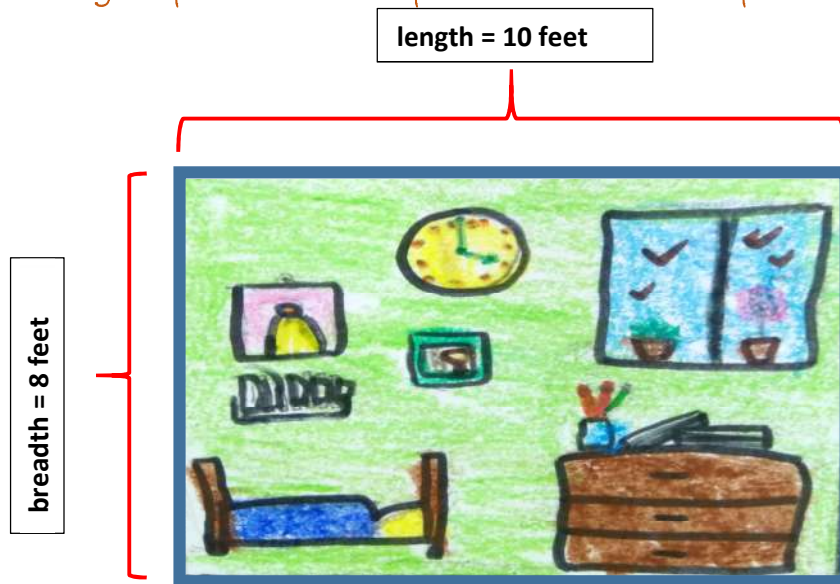 length = 10 feet
breadth = 8 feet